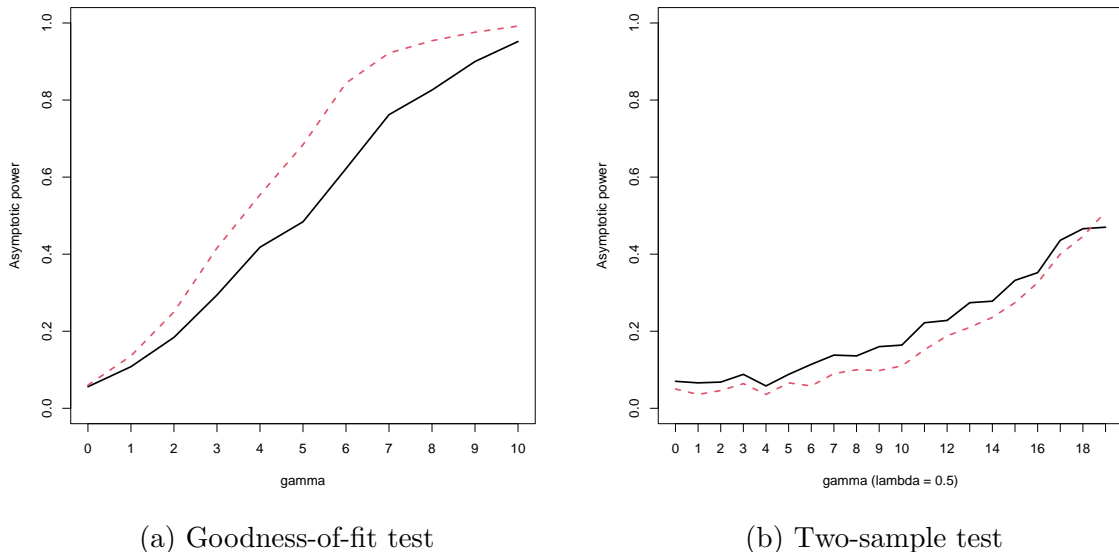 1.0
0.8
0.6
0.4
0.2
0.0
Asymptotic power
0 1 2 3 4 5 6 7 8 9 10
gamma
(a) Goodness-of-fit test
1.0
0.8
0.6
0.4
0.2
0.0
Asymptotic power
0 1 2 3 4 5 6 7 8 9 10 12 14 16 18
gamma (lambda = 0.5)
(b) Two-sample test